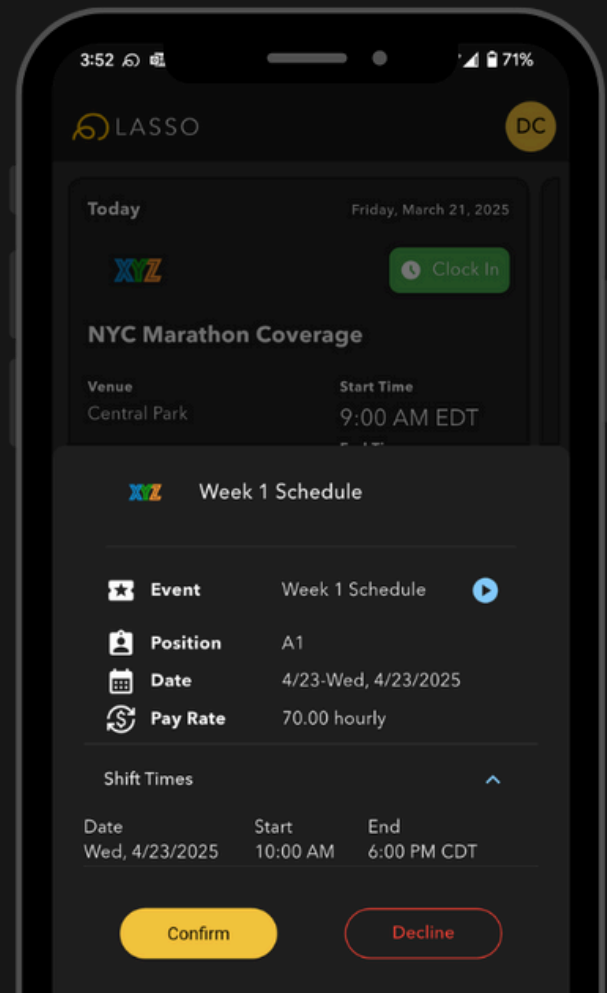 3:52 71%
LASSO DC
Today Friday, March 21, 2025
XYZ Clock In
NYC Marathon Coverage
Venue Start Time
Central Park 9:00 AM EDT
XYZ Week 1 Schedule
Event Week 1 Schedule
Position A1
Date 4/23-Wed, 4/23/2025
Pay Rate 70.00 hourly
Shift Times
Date Start End
Wed, 4/23/2025 10:00 AM 6:00 PM CDT
Confirm Decline